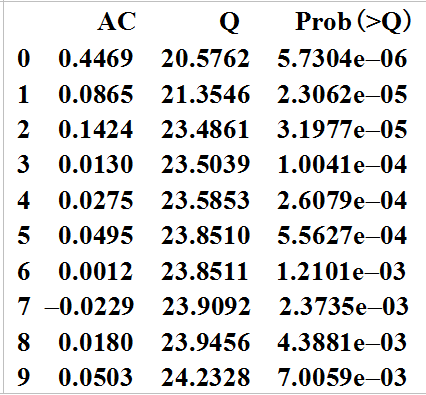 AC Q Prob(>Q)
0 0.4469 20.5762 5.7304e–06
1 0.0865 21.3546 2.3062e–05
2 0.1424 23.4861 3.1977e–05
3 0.0130 23.5039 1.0041e–04
4 0.0275 23.5853 2.6079e–04
5 0.0495 23.8510 5.5627e–04
6 0.0012 23.8511 1.2101e–03
7 –0.0229 23.9092 2.3735e–03
8 0.0180 23.9456 4.3881e–03
9 0.0503 24.2328 7.0059e–03